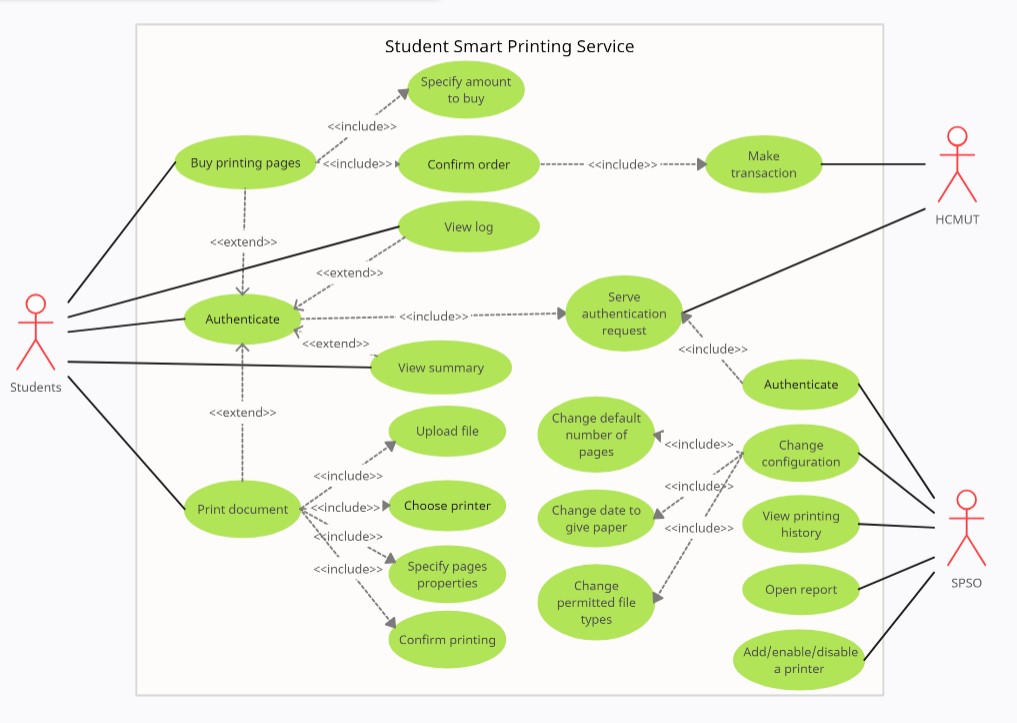 Student Smart Printing Service
Specify amount
to buy
<<include>>
Buy printing pages
<<include>>
Confirm order
<<include>>
Make
transaction
HCMUT
View log
<<extend>>
<<extend>>
Authenticate
<<include>>
Serve
authentication
request
<<extend>>
<<include>>
View summary
Students
Authenticate
<<extend>>
Upload file
Change default
number of
pages
<<include>>
Change
configuration
<<include>>
<<include>>
Print document
<<include>>
Choose printer
Change date to
give paper
<<include>>
View printing
history
<<include>>
Specify pages
properties
<<include>>
Change
permitted file
types
Open report
SPSO
Confirm printing
Add/enable/disable
a printer